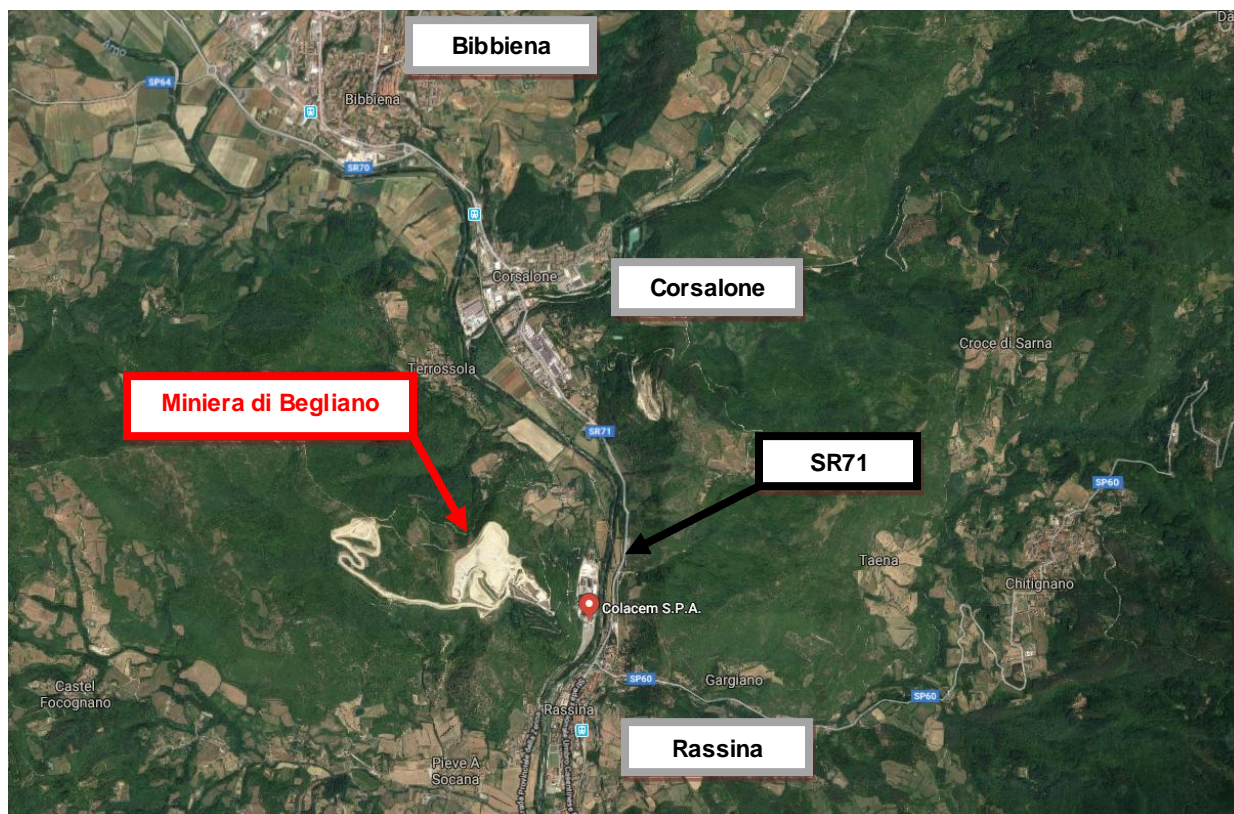 Da
Bibbiena
Arno
SP64
Bibbiena
SR70
Corsalone
Corsalone
Croce di Sarna
Terrossola
Miniera di Begliano
SR71
SR71
SP60
Taena
Chitignano
Colacem S.P.A.
SP60
Gargiano
SP60
Castel
Focognano
Rassina
Rassina
Pieve A
Socana